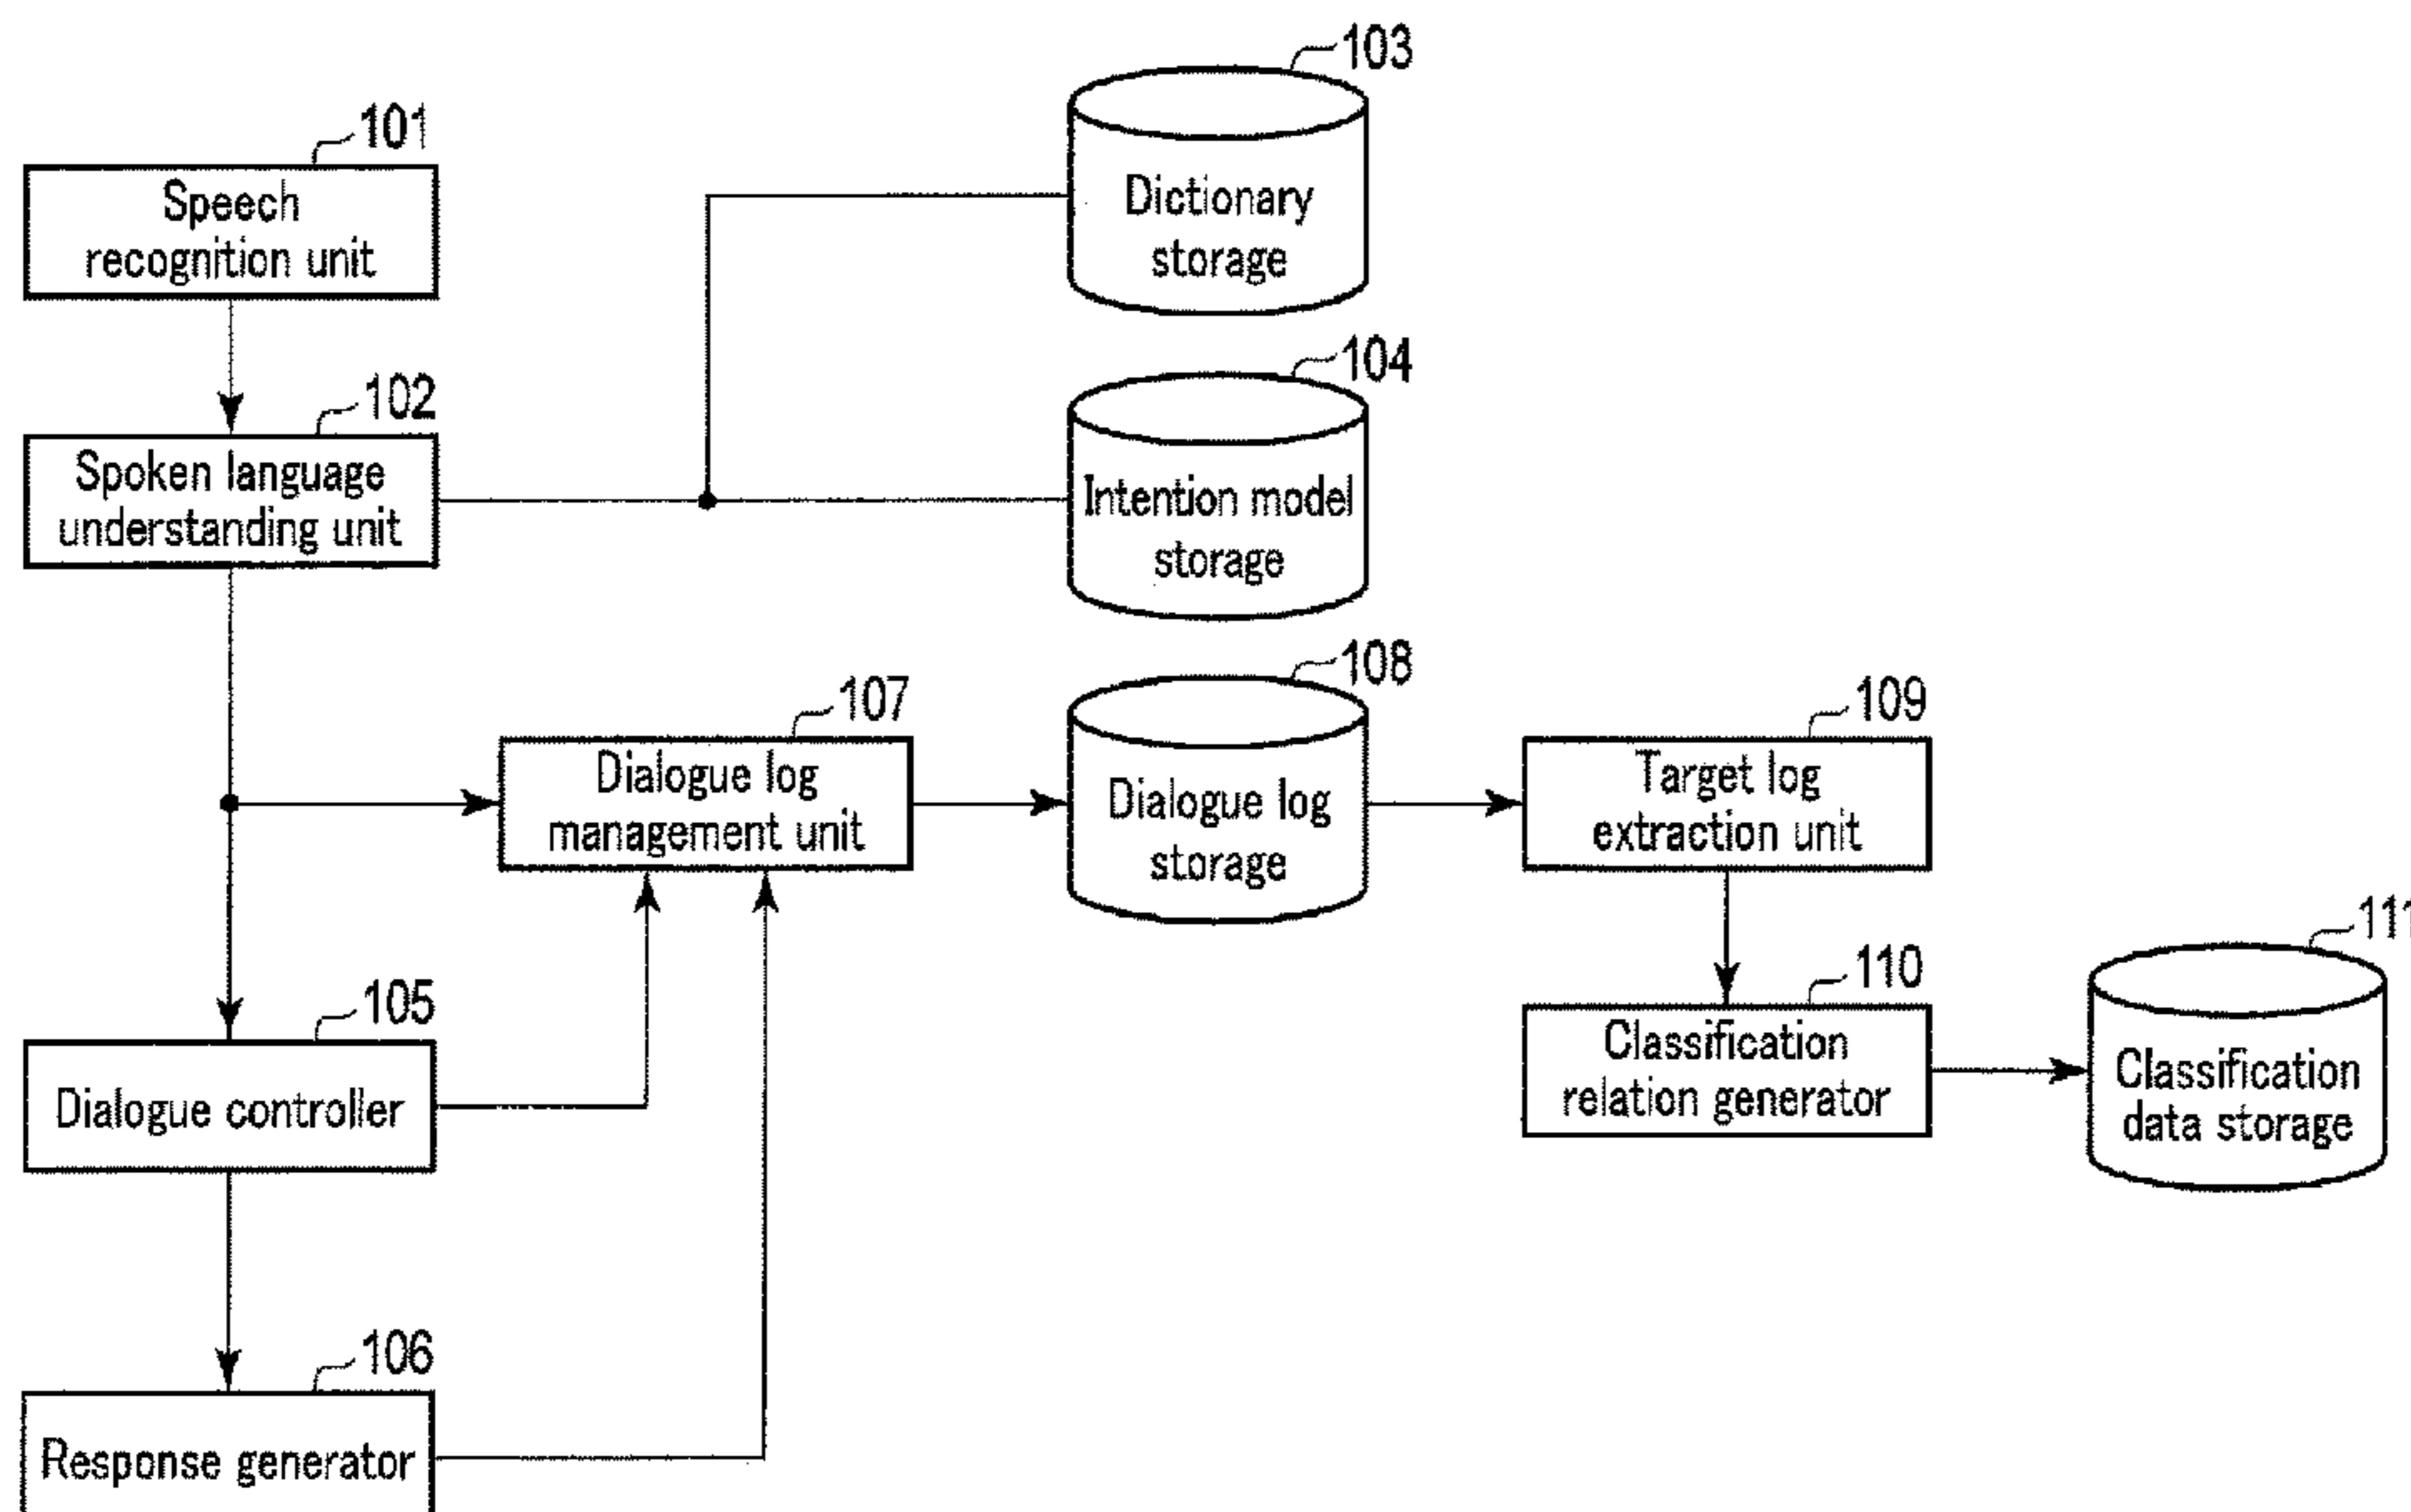 103
101
Speech
recognition unit
Dictionary
storage
104
102
Spoken language
understanding unit
Intention model
storage
108
107
109
Dialogue log
management unit
Dialogue log
storage
Target log
extraction unit
111
110
105
Classification
relation generator
Classification
data storage
Dialogue controller
106
Response generator